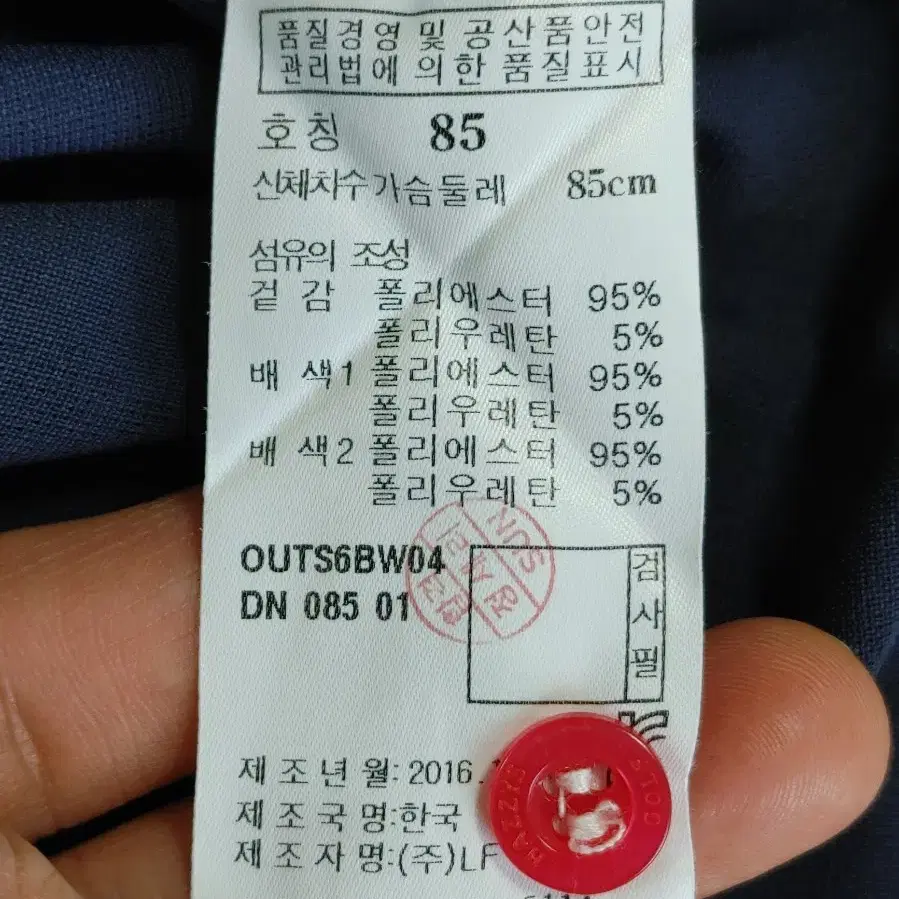 품질경영 및 공산품안전
관리법에 의한 품질표시
호칭 85
신체치수 가슴둘레 85cm
섬유의 조성
겉감 폴리에스터 95%
폴리우레탄 5%
배색1 폴리에스터 95%
폴리우레탄 5%
배색2 폴리에스터 95%
폴리우레탄 5%
OUTS6BW04
DN 085 01
SUN
검사필
제조년월:2016.
제조국명:한국
제조자명:(주)LF
HAZZYS GOLF